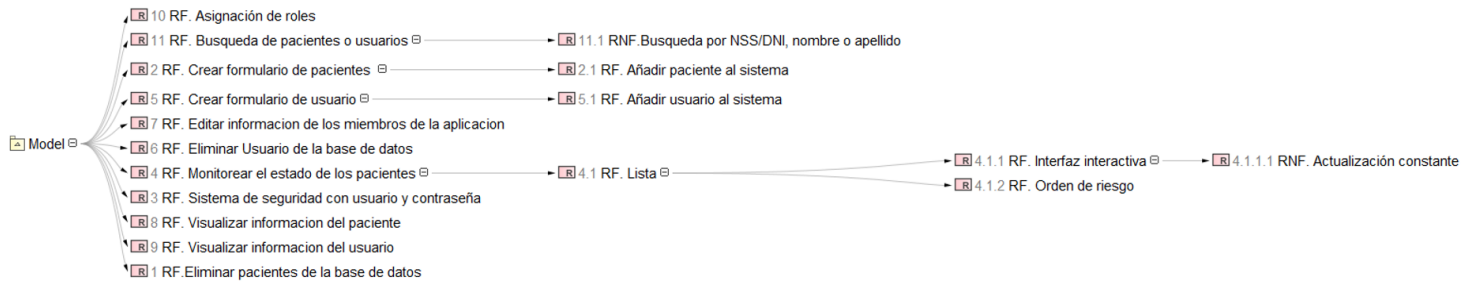 10 RF. Asignación de roles
11 RF. Busqueda de pacientes o usuarios
11.1 RNF.Busqueda por NSS/DNI, nombre o apellido
2 RF. Crear formulario de pacientes
2.1 RF. Añadir paciente al sistema
5 RF. Crear formulario de usuario
5.1 RF. Añadir usuario al sistema
7 RF. Editar informacion de los miembros de la aplicacion
Model
6 RF. Eliminar Usuario de la base de datos
4 RF. Monitorear el estado de los pacientes
4.1 RF. Lista
4.1.1 RF. Interfaz interactiva
4.1.1.1 RNF. Actualización constante
4.1.2 RF. Orden de riesgo
3 RF. Sistema de seguridad con usuario y contraseña
8 RF. Visualizar informacion del paciente
9 RF. Visualizar informacion del usuario
1 RF.Eliminar pacientes de la base de datos